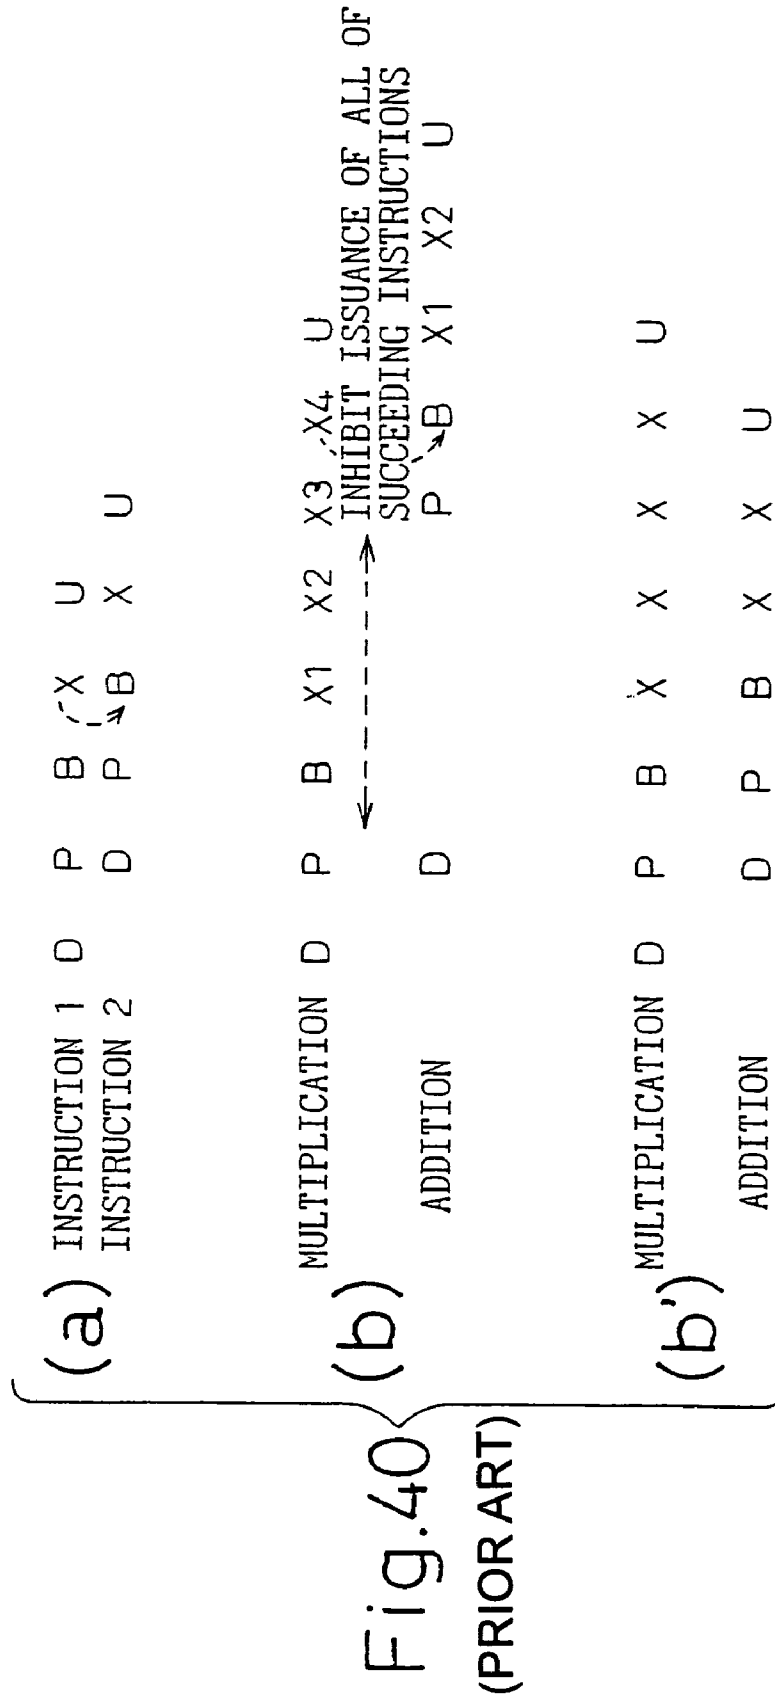 Fig.40
(PRIOR ART)
(a)
INSTRUCTION 1 D P B X U
INSTRUCTION 2 D P B X U
(b)
MULTIPLICATION D P B X1 X2 X3 X4 U
INHIBIT ISSUANCE OF ALL OF
SUCCEEDING INSTRUCTIONS
ADDITION D P B X1 X2 U
(b')
MULTIPLICATION D P B X X X X U
ADDITION D P B X X U